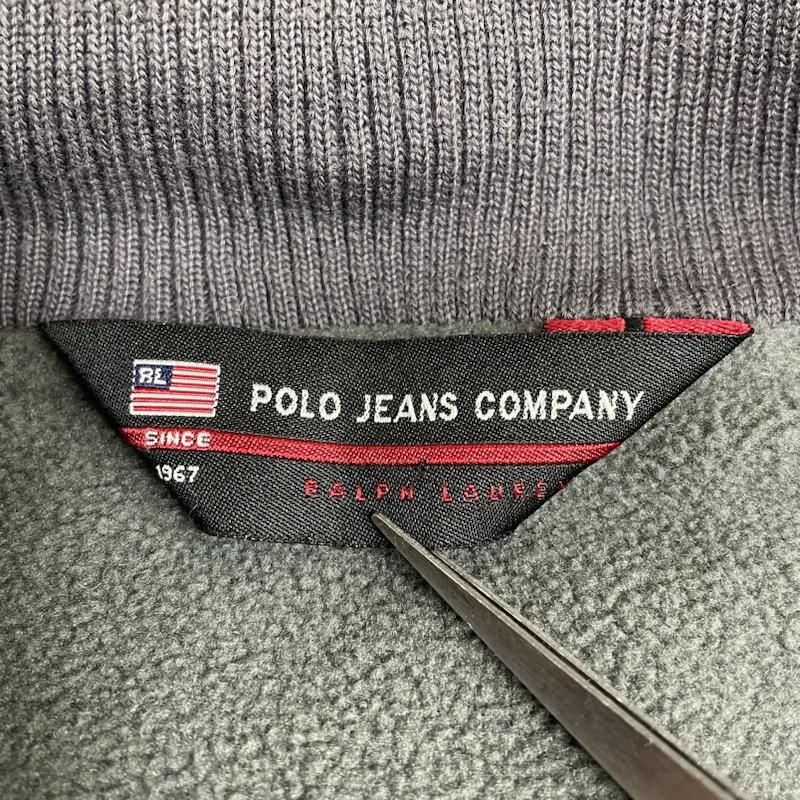 RL
POLO JEANS COMPANY
SINCE
1967
RALPH LAUREN